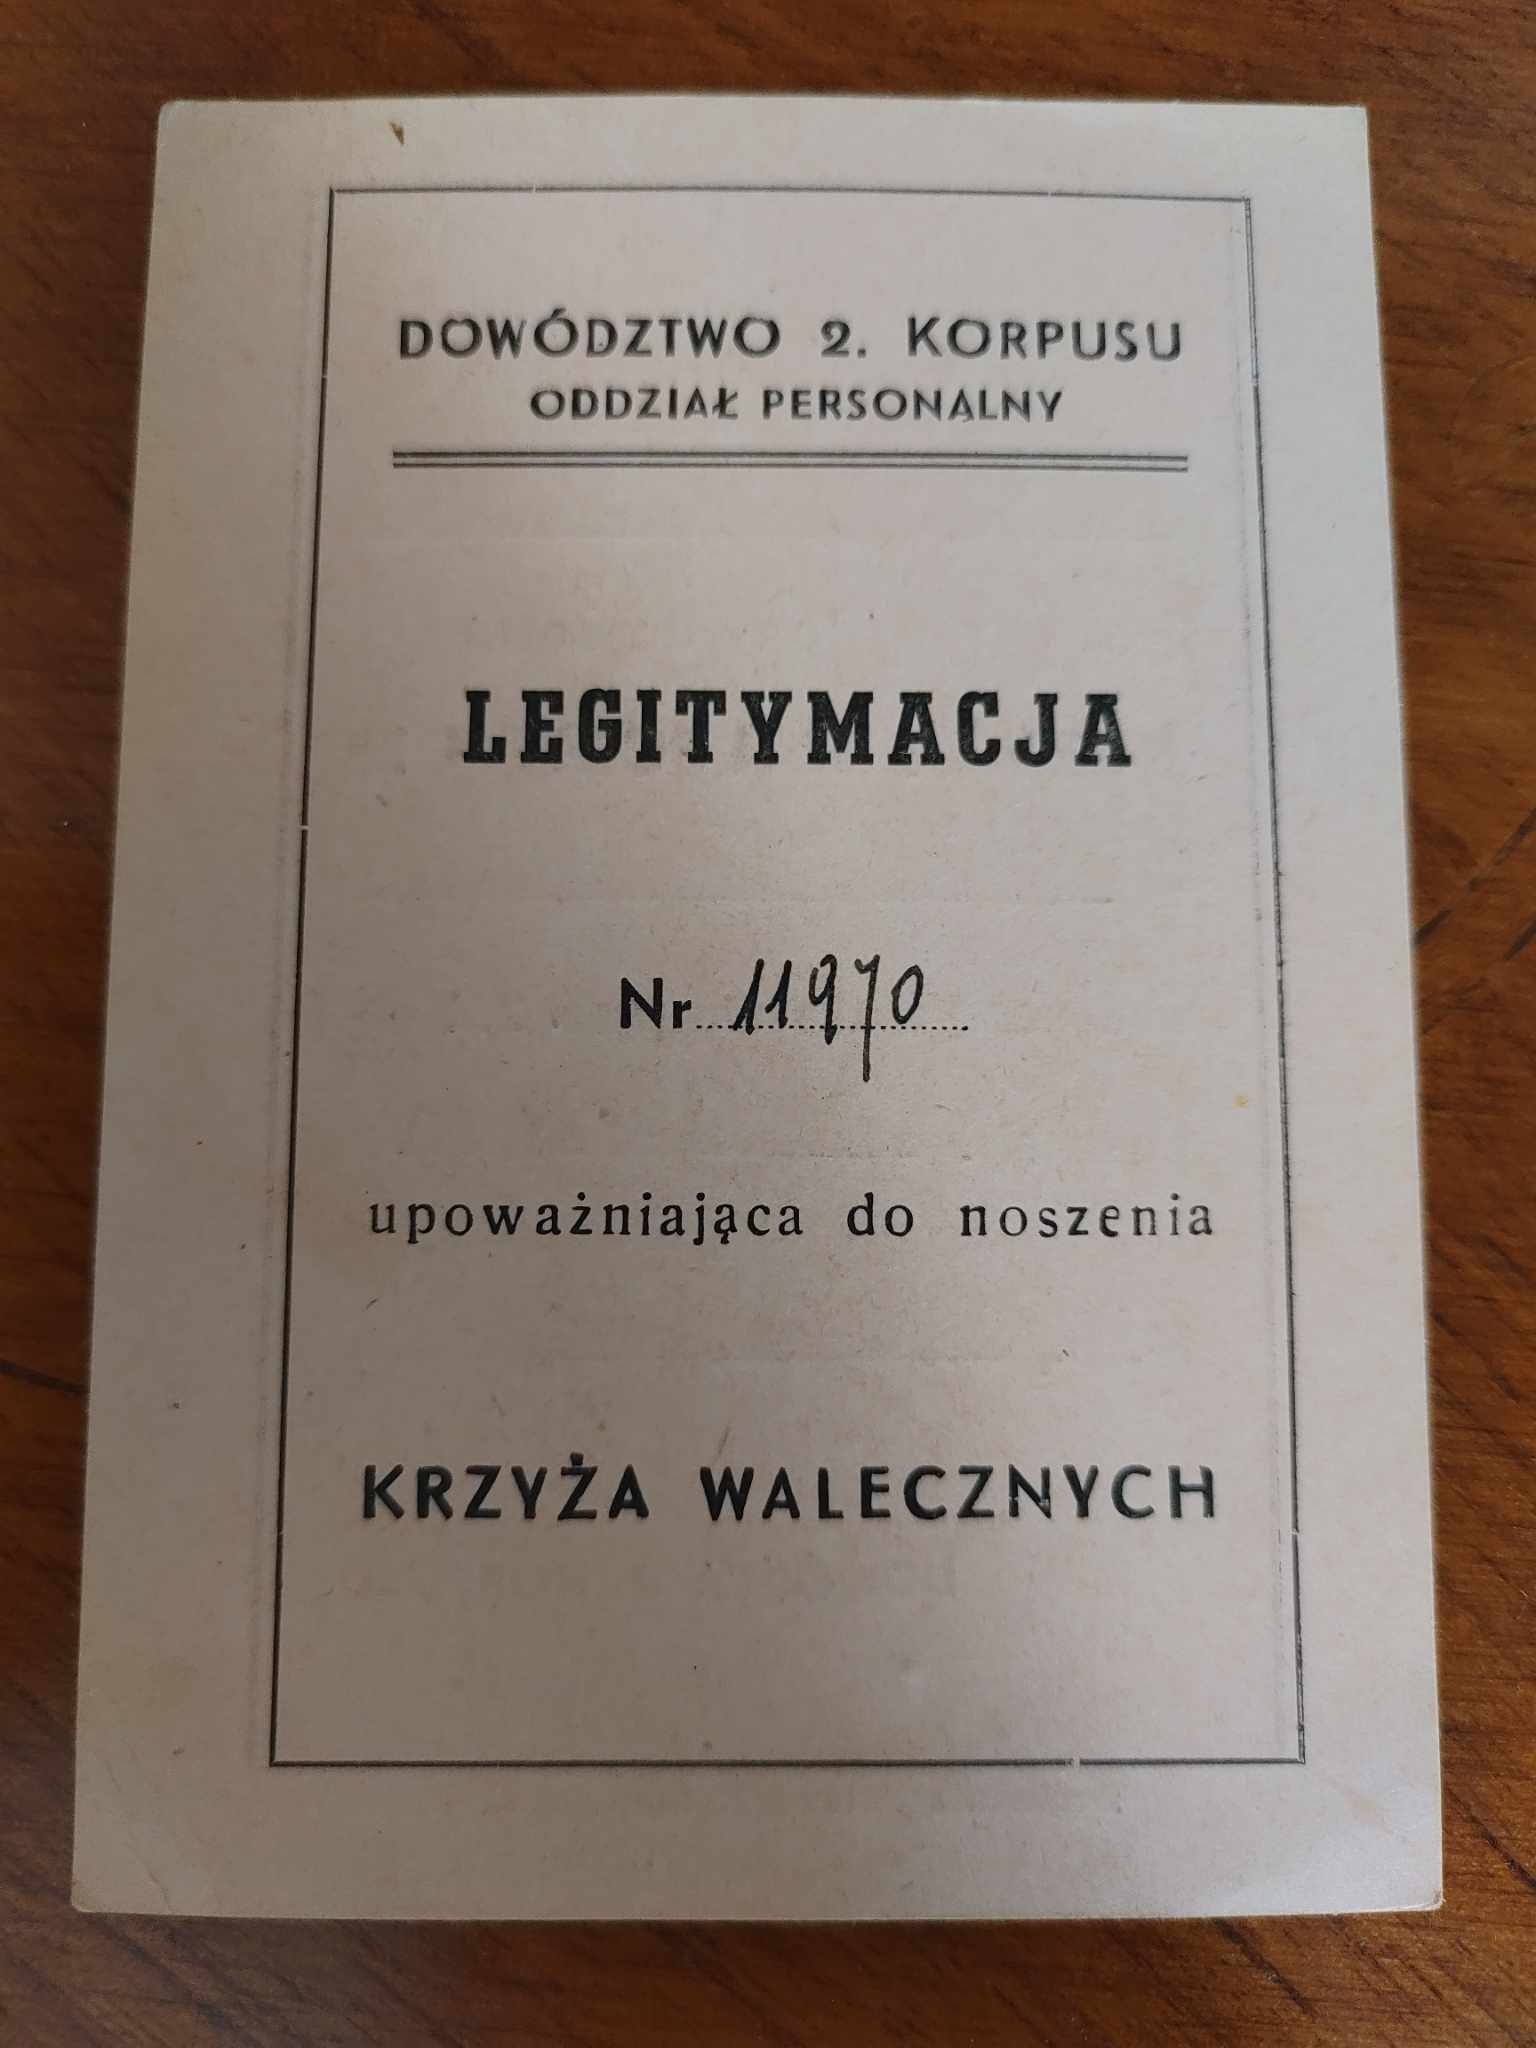 DOWÓDZTWO 2. KORPUSU
ODDZIAŁ PERSONALNY
LEGITYMACJA
Nr 11970
upoważniająca do noszenia
KRZYŻA WALECZNYCH